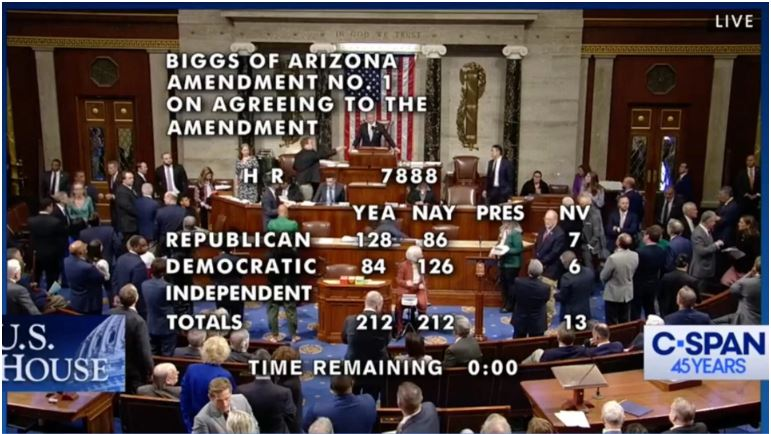 LIVE
IN GOD WE TRUST
BIGGS OF ARIZONA
AMENDMENT NO. 1
ON AGREEING TO THE
AMENDMENT
H R 7888
YEA NAY PRES NV
REPUBLICAN 128 86 7
DEMOCRATIC 84 126 6
INDEPENDENT
TOTALS 212 212 13
TIME REMAINING 0:00
U.S.
HOUSE
C-SPAN
45 YEARS